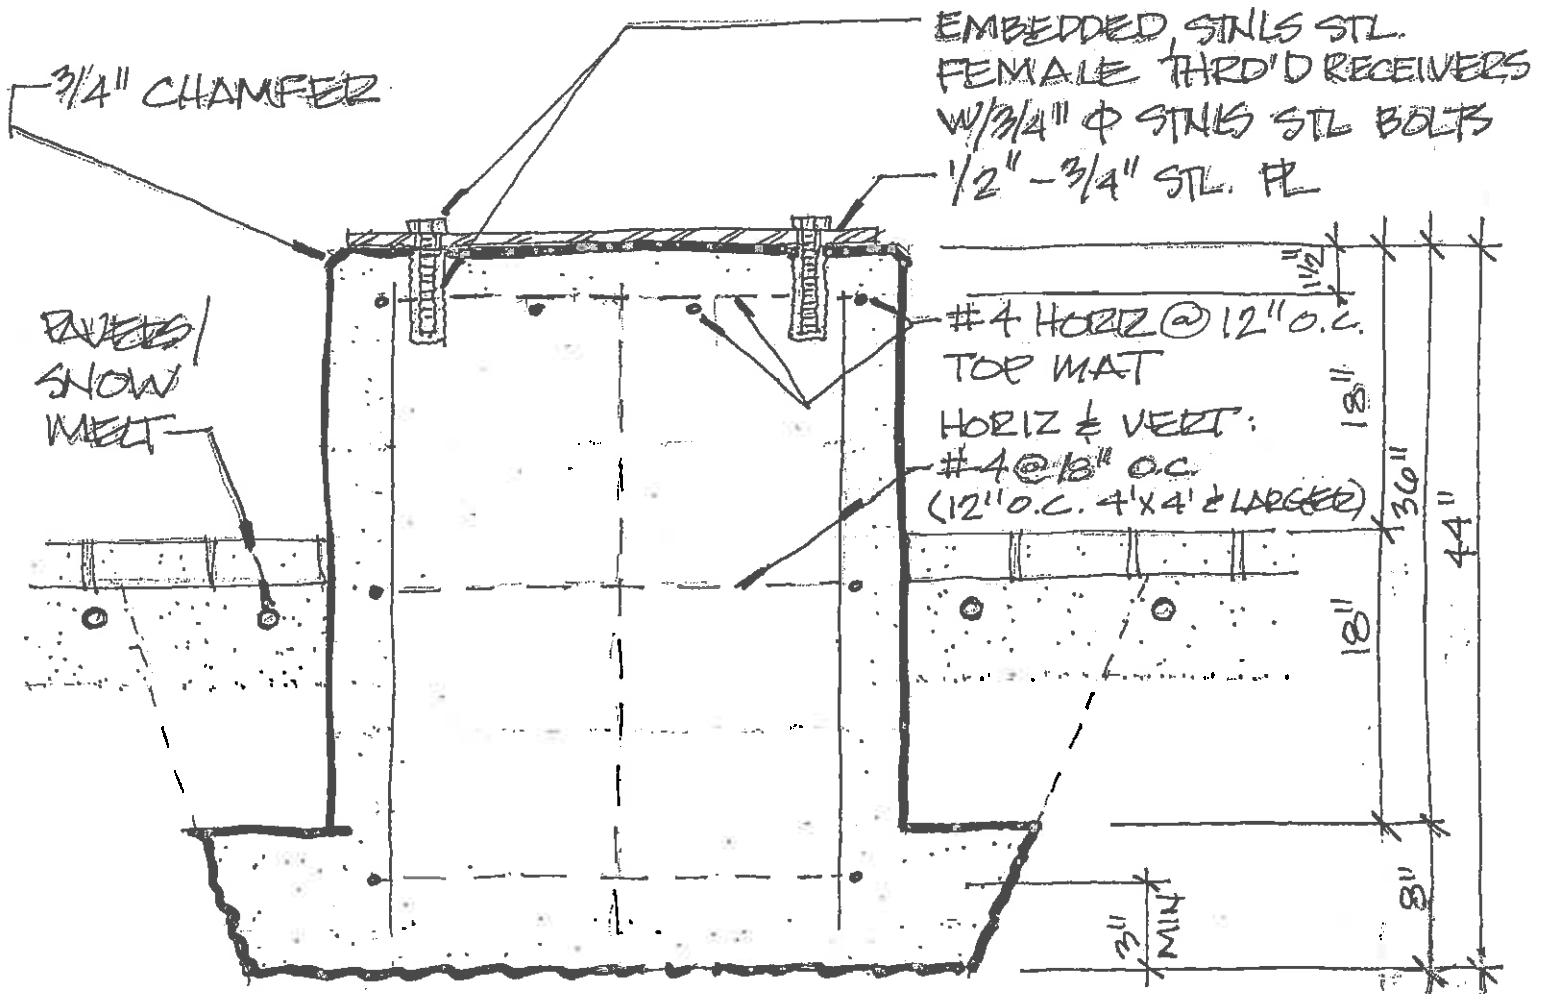 EMBEDDED, STNLS STL.
FEMALE THRD'D RECEIVERS
W/3/4" Φ STNLS STL BOLTS
1/2" - 3/4" STL. PL
3/4" CHAMFER
PAVERS/
SNOW
MELT
#4 HORIZ @ 12" O.C.
TOP MAT
HORIZ & VERT:
#4 @ 18" O.C.
(12" O.C. 4'X4' & LARGER)
1 1/2"
18"
36"
44"
18"
8"
3"
MIN